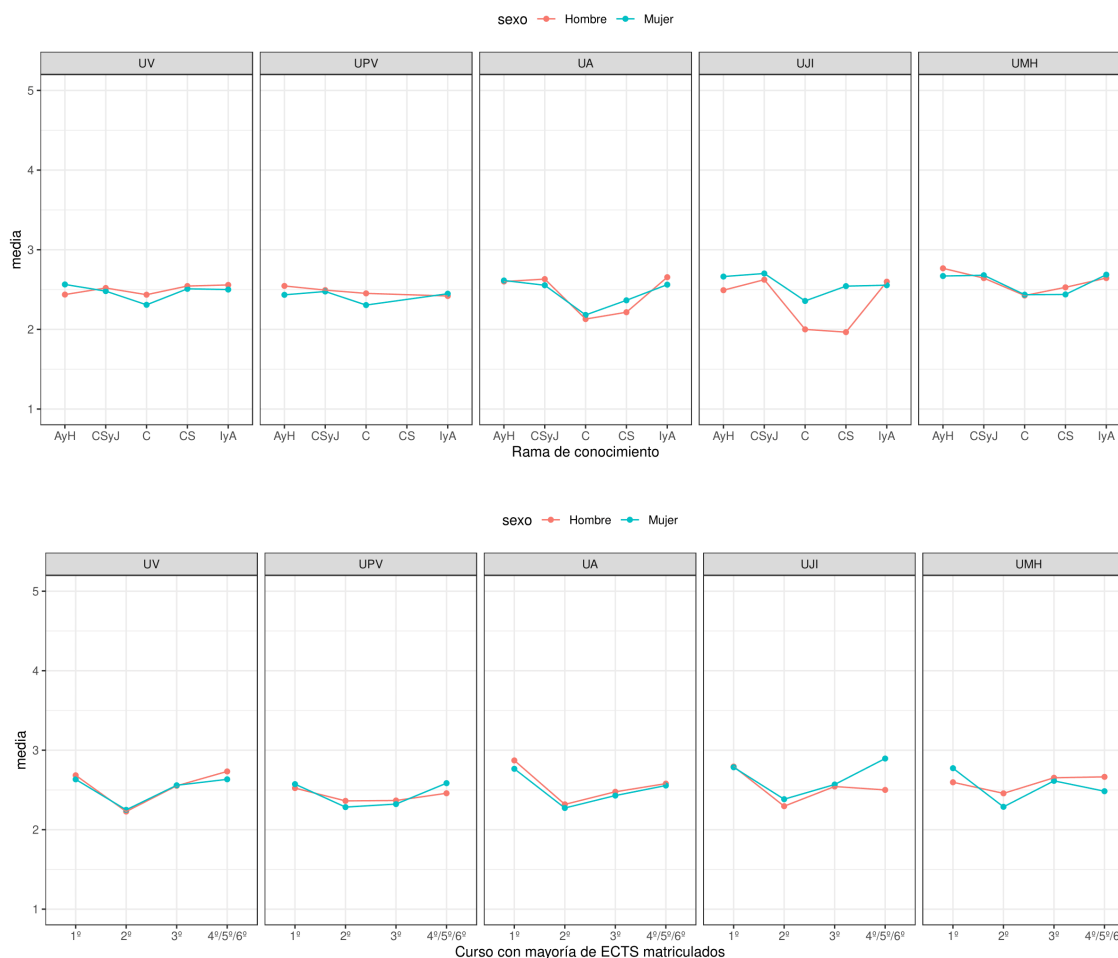 sexo Hombre Mujer
UV UPV UA UJI UMH
5
4
3
2
1
media
AyH CSyJ C CS IyA AyH CSyJ C CS IyA AyH CSyJ C CS IyA AyH CSyJ C CS IyA AyH CSyJ C CS IyA
Rama de conocimiento
sexo Hombre Mujer
UV UPV UA UJI UMH
5
4
3
2
1
media
1º 2º 3º 4º/5º/6º 1º 2º 3º 4º/5º/6º 1º 2º 3º 4º/5º/6º 1º 2º 3º 4º/5º/6º 1º 2º 3º 4º/5º/6º
Curso con mayoría de ECTS matriculados